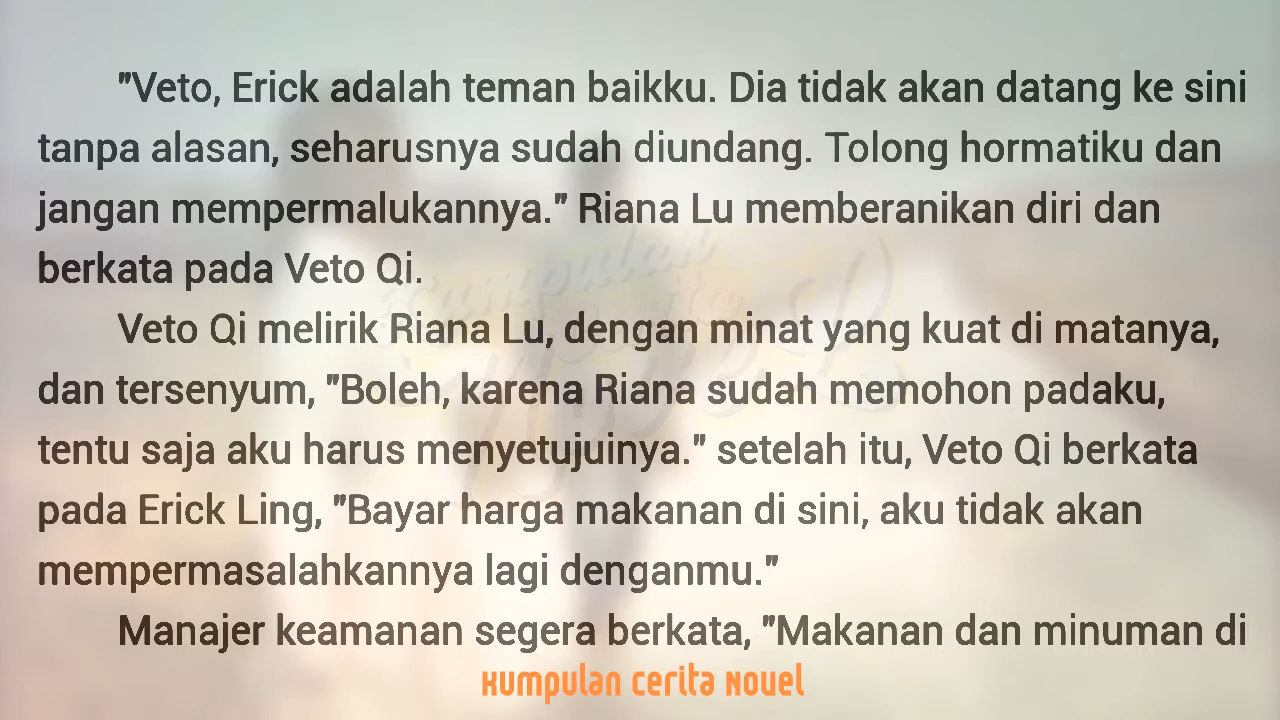 "Veto, Erick adalah teman baikku. Dia tidak akan datang ke sini
tanpa alasan, seharusnya sudah diundang. Tolong hormatiku dan
jangan mempermalukannya." Riana Lu memberanikan diri dan
berkata pada Veto Qi.
Veto Qi melirik Riana Lu, dengan minat yang kuat di matanya,
dan tersenyum, "Boleh, karena Riana sudah memohon padaku,
tentu saja aku harus menyetujuinya." setelah itu, Veto Qi berkata
pada Erick Ling, "Bayar harga makanan di sini, aku tidak akan
mempermasalahkannya lagi denganmu."
Manajer keamanan segera berkata, "Makanan dan minuman di
Kumpulan Cerita Novel